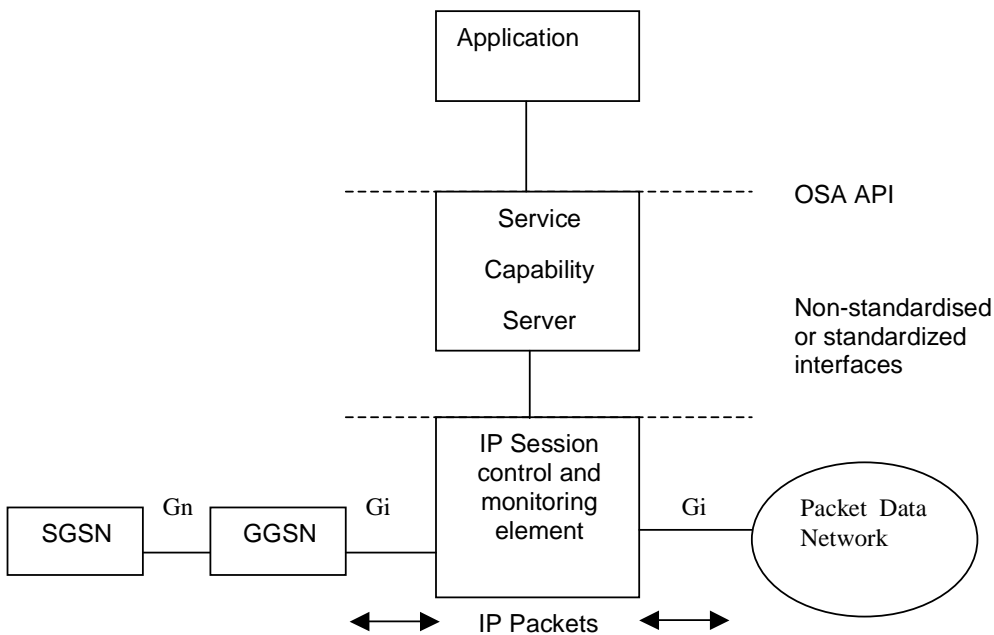 Application
OSA API
Service
Capability
Server
Non-standardised
or standardized
interfaces
IP Session
control and
monitoring
element
SGSN
Gn
GGSN
Gi
Gi
Packet Data
Network
IP Packets